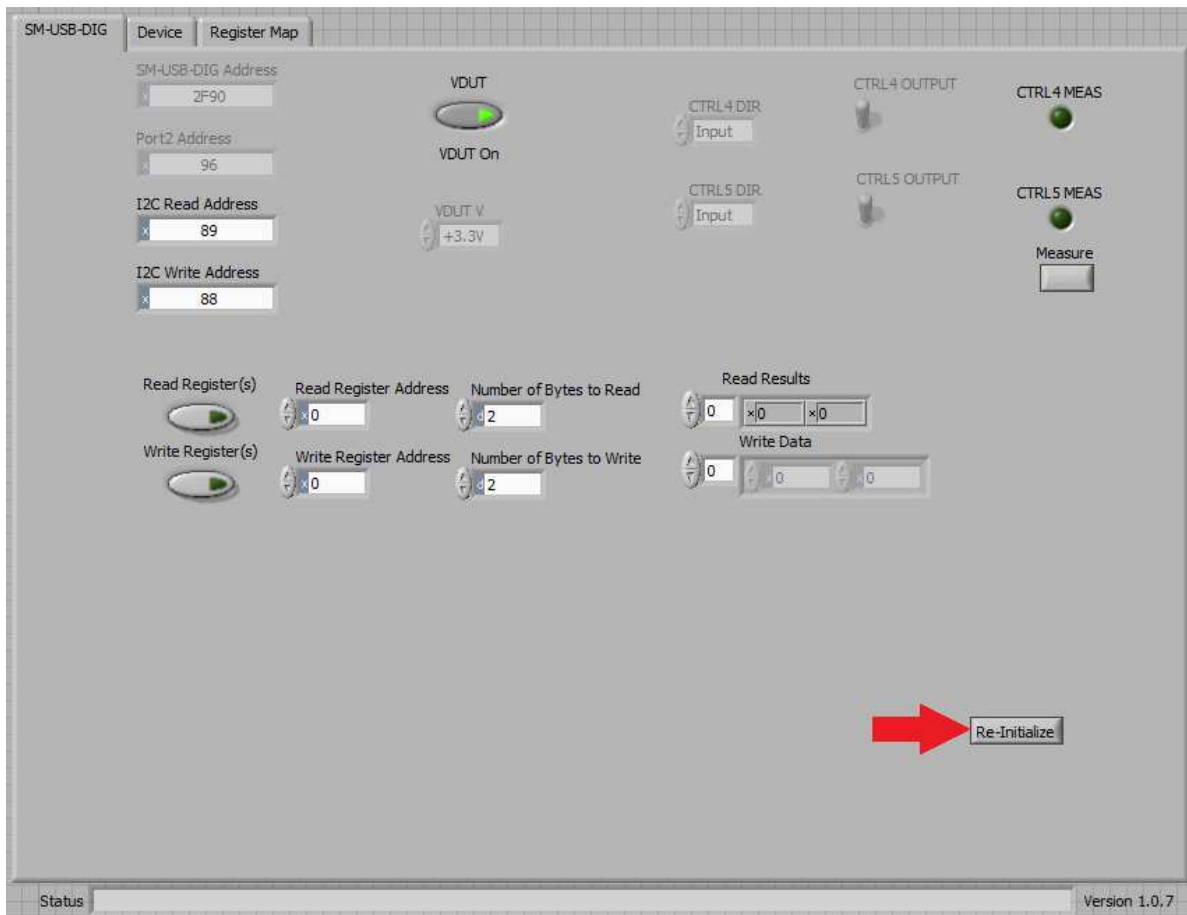 SM-USB-DIG Device Register Map
SM-USB-DIG Address
x 2F90
Port2 Address
x 96
I2C Read Address
x 89
I2C Write Address
x 88
VDUT
VDUT On
VDUT V
+3.3V
CTRL4 DIR
Input
CTRL5 DIR
Input
CTRL4 OUTPUT
CTRL5 OUTPUT
CTRL4 MEAS
CTRL5 MEAS
Measure
Read Register(s)
Read Register Address
x 0
Number of Bytes to Read
d 2
Read Results
0 x 0 x 0
Write Register(s)
Write Register Address
x 0
Number of Bytes to Write
d 2
Write Data
0 x 0 x 0
Re-Initialize
Status
Version 1.0.7